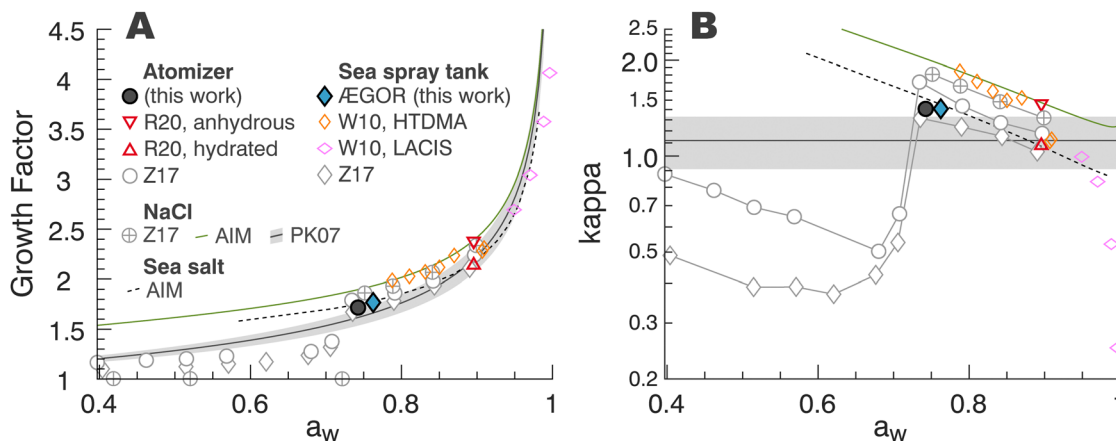 A
4.5
4
3.5
3
2.5
2
1.5
1
Growth Factor
Atomizer
(this work)
R20, anhydrous
R20, hydrated
Z17
NaCl
Z17
AIM
PK07
Sea salt
AIM
Sea spray tank
ÆGOR (this work)
W10, HTDMA
W10, LACIS
Z17
0.4
0.6
0.8
1
a_w
B
2.5
2.0
1.5
1.0
0.7
0.5
0.3
0.2
kappa
0.4
0.6
0.8
1
a_w